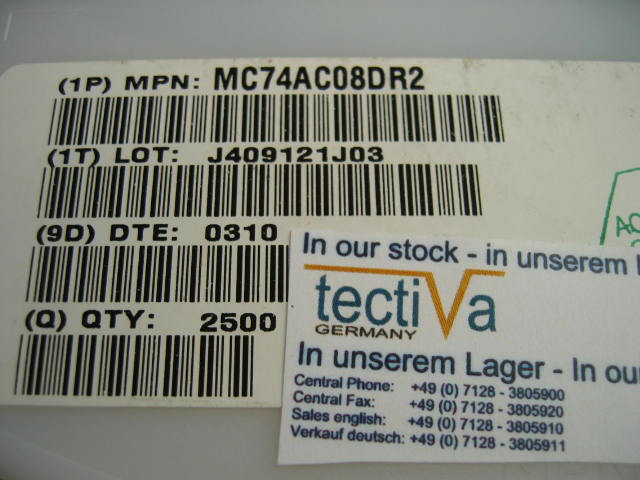 (1P) MPN: MC74AC08DR2
(1T) LOT: J409121J03
(9D) DTE: 0310
(Q) QTY: 2500
AC
In our stock - in unserem
tectiVa
GERMANY
In unserem Lager - In our
Central Phone: +49 (0) 7128 - 3805900
Central Fax: +49 (0) 7128 - 3805920
Sales english: +49 (0) 7128 - 3805910
Verkauf deutsch: +49 (0) 7128 - 3805911